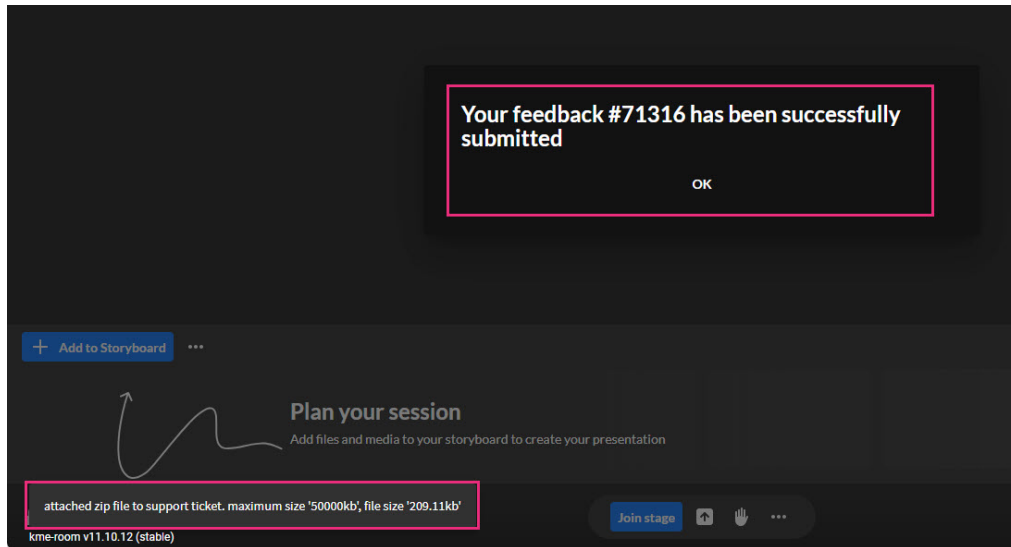 Your feedback #71316 has been successfully
submitted
OK
Add to Storyboard
Plan your session
Add files and media to your storyboard to create your presentation
attached zip file to support ticket. maximum size '50000kb', file size '209.11kb'
Join stage
kme-room v11.10.12 (stable)